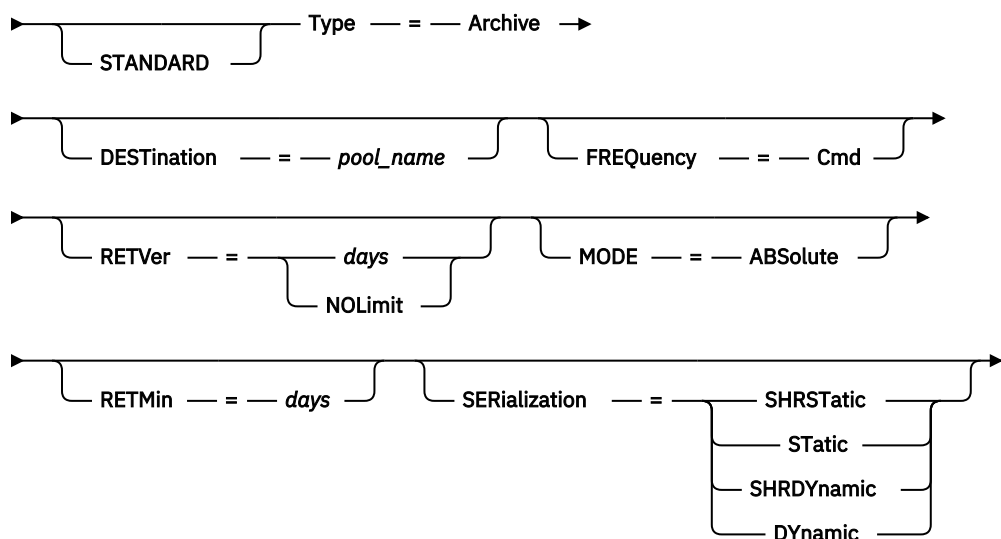 Type = Archive
STANDARD
DESTination = pool_name FREQuency = Cmd
RETVer = days MODE = ABSolute
NOLimit
RETMin = days SERialization = SHRSTatic
STatic
SHRDYnamic
DYnamic